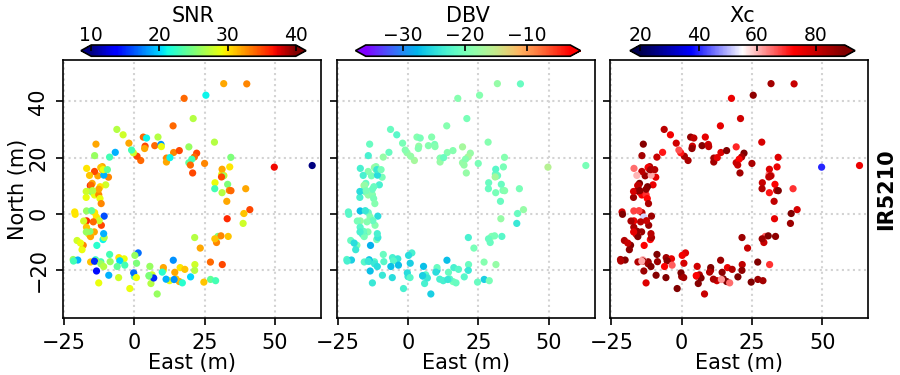 SNR DBV Xc
10 20 30 40 −30 −20 −10 20 40 60 80
North (m)
40
20
0
−20
−25 0 25 50 −25 0 25 50 −25 0 25 50
East (m) East (m) East (m)
IR5210